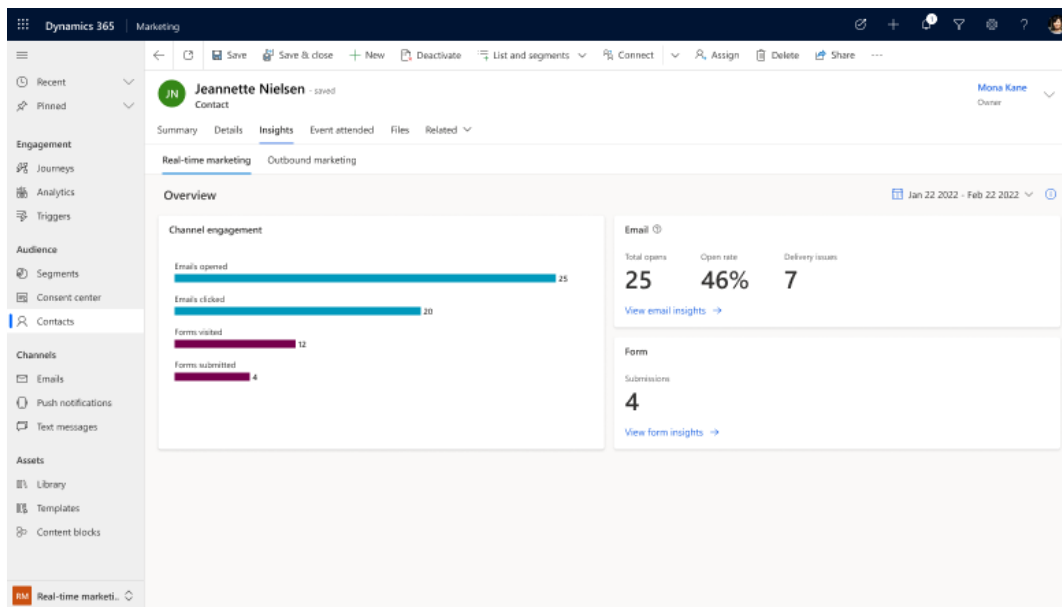 Dynamics 365 Marketing 1 ?
Save Save & close New Deactivate List and segments Connect Assign Delete Share ...
Recent
Pinned
Engagement
Journeys
Analytics
Triggers
Audience
Segments
Consent center
Contacts
Channels
Emails
Push notifications
Text messages
Assets
Library
Templates
Content blocks
RM Real-time marketi..
JN Jeannette Nielsen - saved
Contact
Mona Kane
Owner
Summary Details Insights Event attended Files Related
Real-time marketing Outbound marketing
Overview
Jan 22 2022 - Feb 22 2022
Channel engagement
Emails opened
25
Emails clicked
20
Forms visited
12
Forms submitted
4
Email
Total opens Open rate Delivery issues
25 46% 7
View email insights →
Form
Submissions
4
View form insights →